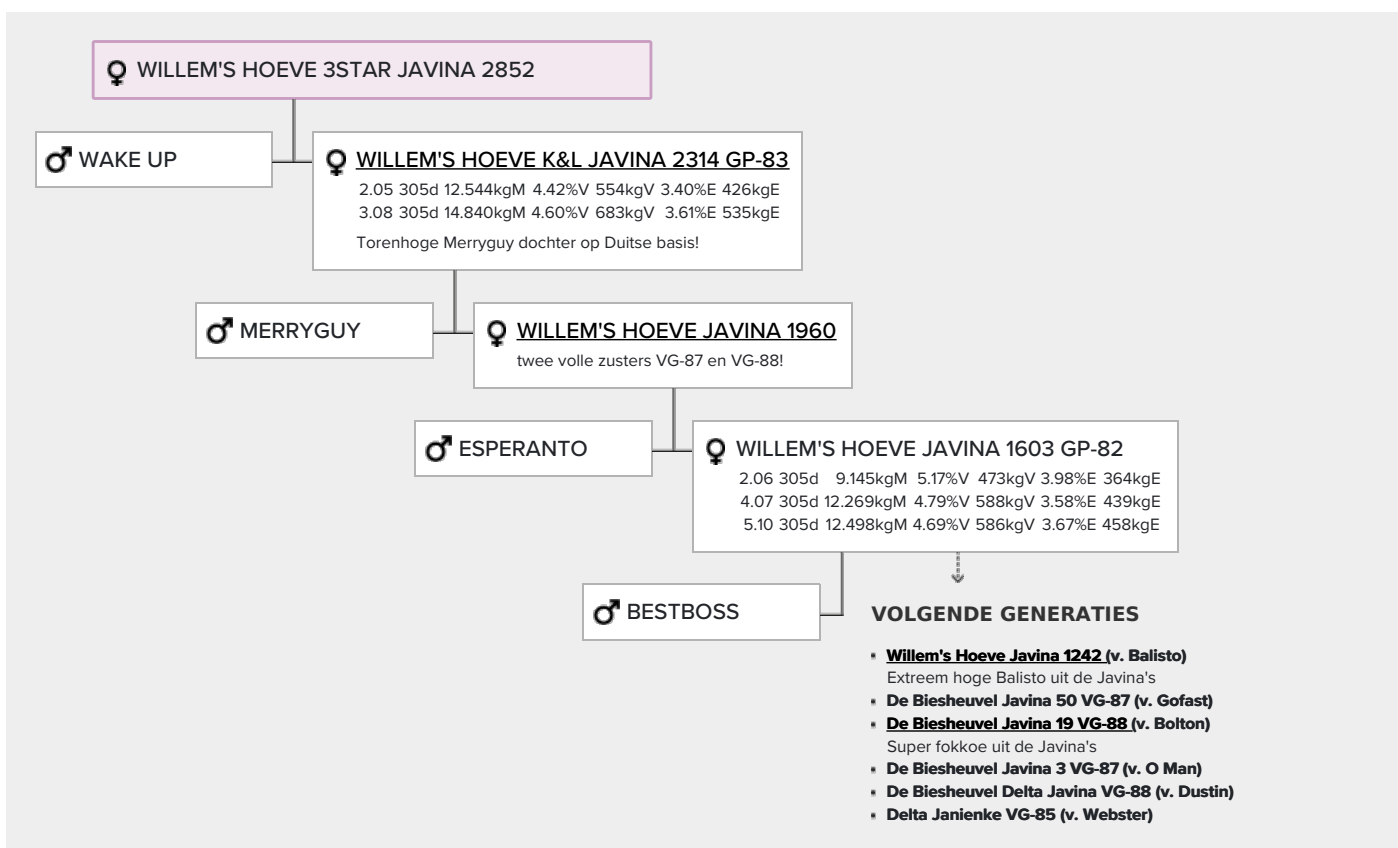 WILLEM'S HOEVE 3STAR JAVINA 2852
WAKE UP
WILLEM'S HOEVE K&L JAVINA 2314 GP-83
2.05 305d 12.544kgM 4.42%V 554kgV 3.40%E 426kgE
3.08 305d 14.840kgM 4.60%V 683kgV 3.61%E 535kgE
Torenhoge Merryguy dochter op Duitse basis!
MERRYGUY
WILLEM'S HOEVE JAVINA 1960
twee volle zusters VG-87 en VG-88!
ESPERANTO
WILLEM'S HOEVE JAVINA 1603 GP-82
2.06 305d 9.145kgM 5.17%V 473kgV 3.98%E 364kgE
4.07 305d 12.269kgM 4.79%V 588kgV 3.58%E 439kgE
5.10 305d 12.498kgM 4.69%V 586kgV 3.67%E 458kgE
BESTBOSS
VOLGENDE GENERATIES
Willem's Hoeve Javina 1242 (v. Balisto)
Extreem hoge Balisto uit de Javina's
De Biesheuvel Javina 50 VG-87 (v. Gofast)
De Biesheuvel Javina 19 VG-88 (v. Bolton)
Super fokkoe uit de Javina's
De Biesheuvel Javina 3 VG-87 (v. O Man)
De Biesheuvel Delta Javina VG-88 (v. Dustin)
Delta Janienke VG-85 (v. Webster)